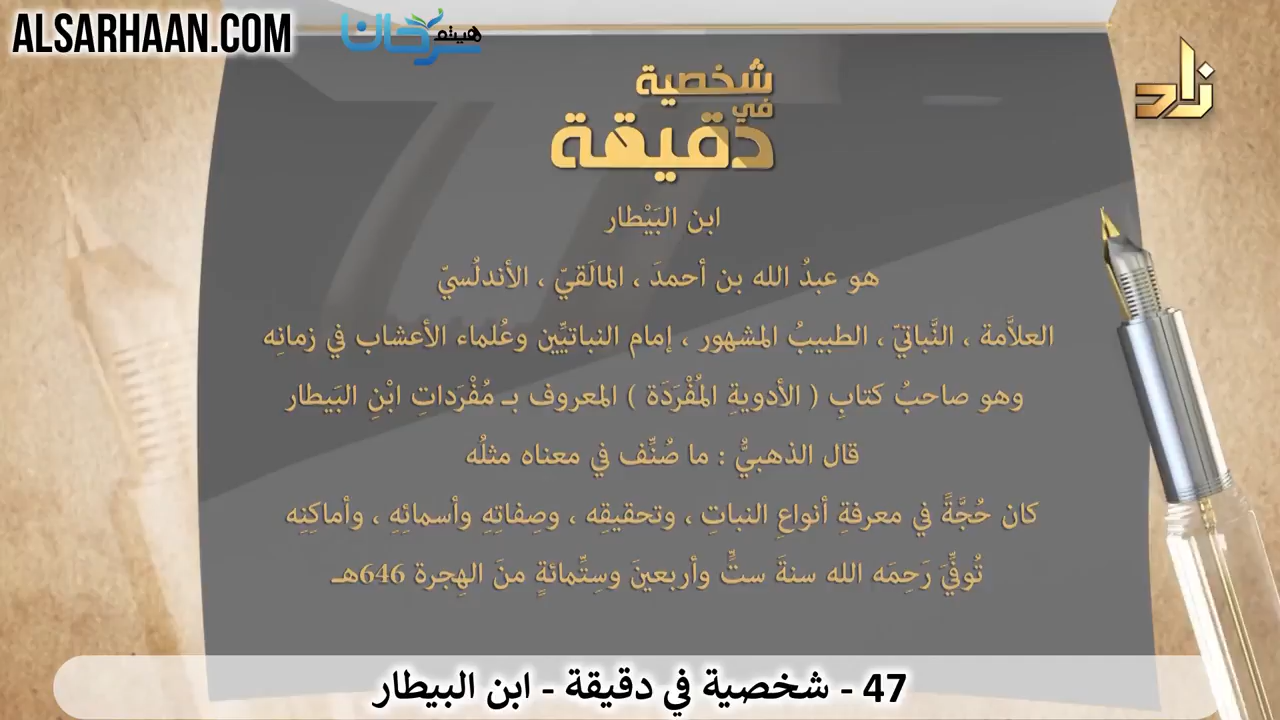 ALSARHAAN.COM
هيثم
سرحان
زاد
شخصية
في
دقيقة
ابن البَيْطار
هو عبدُ الله بن أحمدَ ، المالَقيّ ، الأندلُسيّ
العلاَّمة ، النَّباتيّ ، الطبيبُ المشهور ، إمام النباتيِّين وعُلماء الأعشاب في زمانِه
وهو صاحبُ كتابِ ( الأدويةِ المُفْرَدَة ) المعروف بـ مُفْرَداتِ ابْنِ البَيطار
قال الذهبيُّ : ما صُنِّف في معناه مثلُه
كان حُجَّةً في معرفةِ أنواعِ النباتِ ، وتحقيقِه ، وصِفاتِهِ وأسمائِهِ ، وأماكِنِه
تُوفِّيَ رَحِمَه الله سنةَ ستٍّ وأربعينَ وسِتِّمائةٍ منَ الهِجرة 646هـ
47 - شخصية في دقيقة - ابن البيطار